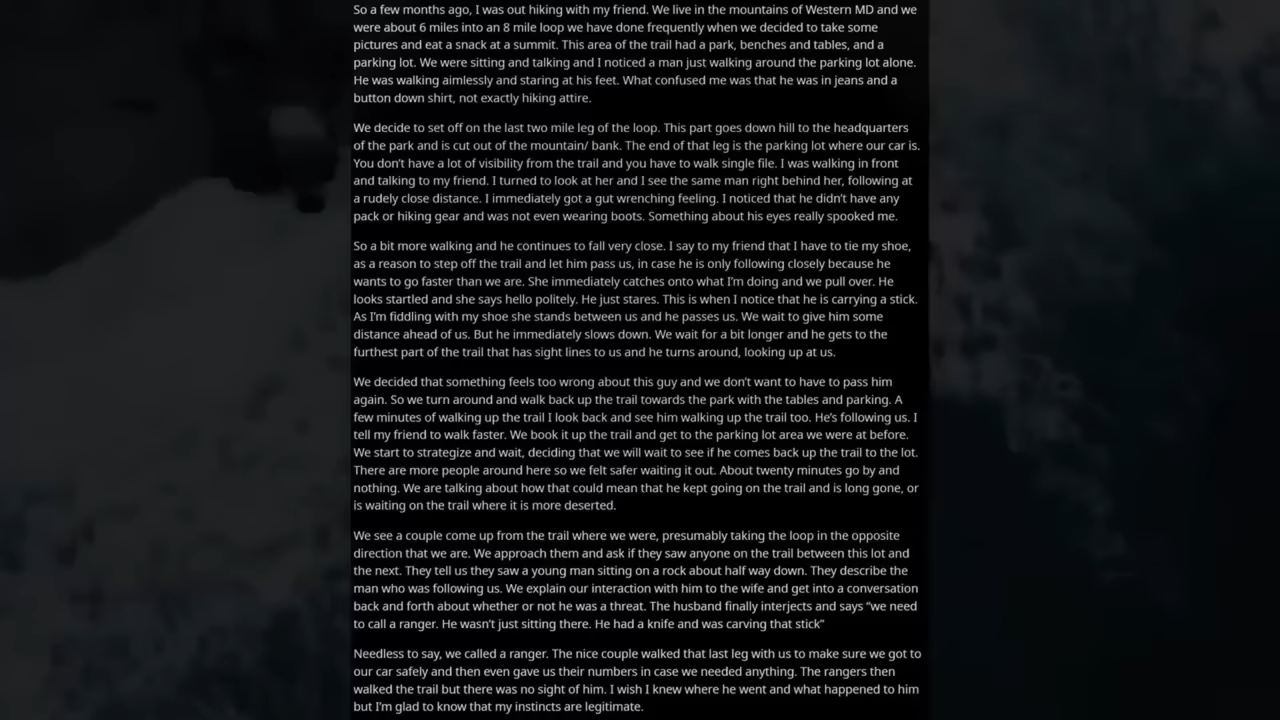 So a few months ago, I was out hiking with my friend. We live in the mountains of Western MD and we
were about 6 miles into an 8 mile loop we have done frequently when we decided to take some
pictures and eat a snack at a summit. This area of the trail had a park, benches and tables, and a
parking lot. We were sitting and talking and I noticed a man just walking around the parking lot alone.
He was walking aimlessly and staring at his feet. What confused me was that he was in jeans and a
button down shirt, not exactly hiking attire.
We decide to set off on the last two mile leg of the loop. This part goes down hill to the headquarters
of the park and is cut out of the mountain/ bank. The end of that leg is the parking lot where our car is.
You don't have a lot of visibility from the trail and you have to walk single file. I was walking in front
and talking to my friend. I turned to look at her and I see the same man right behind her, following at
a rudely close distance. I immediately got a gut wrenching feeling. I noticed that he didn't have any
pack or hiking gear and was not even wearing boots. Something about his eyes really spooked me.
So a bit more walking and he continues to fall very close. I say to my friend that I have to tie my shoe,
as a reason to step off the trail and let him pass us, in case he is only following closely because he
wants to go faster than we are. She immediately catches onto what I'm doing and we pull over. He
looks startled and she says hello politely. He just stares. This is when I notice that he is carrying a stick.
As I'm fiddling with my shoe she stands between us and he passes us. We wait to give him some
distance ahead of us. But he immediately slows down. We wait for a bit longer and he gets to the
furthest part of the trail that has sight lines to us and he turns around, looking up at us.
We decided that something feels too wrong about this guy and we don't want to have to pass him
again. So we turn around and walk back up the trail towards the park with the tables and parking. A
few minutes of walking up the trail I look back and see him walking up the trail too. He's following us. I
tell my friend to walk faster. We book it up the trail and get to the parking lot area we were at before.
We start to strategize and wait, deciding that we will wait to see if he comes back up the trail to the lot.
There are more people around here so we felt safer waiting it out. About twenty minutes go by and
nothing. We are talking about how that could mean that he kept going on the trail and is long gone, or
is waiting on the trail where it is more deserted.
We see a couple come up from the trail where we were, presumably taking the loop in the opposite
direction that we are. We approach them and ask if they saw anyone on the trail between this lot and
the next. They tell us they saw a young man sitting on a rock about half way down. They describe the
man who was following us. We explain our interaction with him to the wife and get into a conversation
back and forth about whether or not he was a threat. The husband finally interjects and says “we need
to call a ranger. He wasn't just sitting there. He had a knife and was carving that stick”
Needless to say, we called a ranger. The nice couple walked that last leg with us to make sure we got to
our car safely and then even gave us their numbers in case we needed anything. The rangers then
walked the trail but there was no sight of him. I wish I knew where he went and what happened to him
but I'm glad to know that my instincts are legitimate.